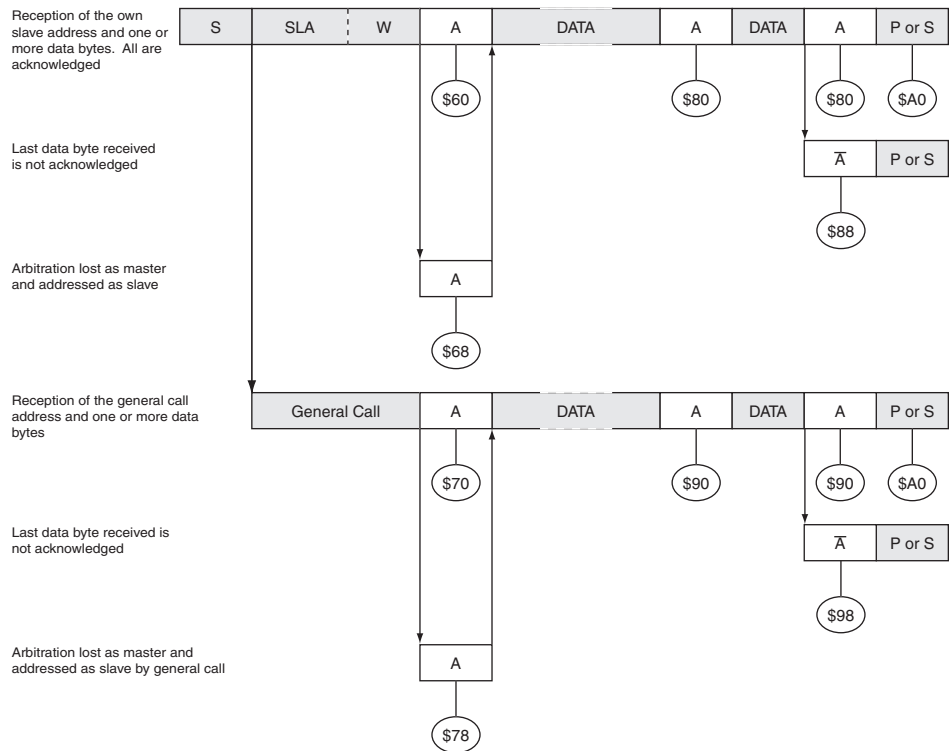 Reception of the own
slave address and one or
more data bytes. All are
acknowledged
S SLA W A DATA A DATA A P or S
$60 $80 $80 $A0
Last data byte received
is not acknowledged
A̅ P or S
$88
Arbitration lost as master
and addressed as slave
A
$68
Reception of the general call
address and one or more data
bytes
General Call A DATA A DATA A P or S
$70 $90 $90 $A0
Last data byte received is
not acknowledged
A̅ P or S
$98
Arbitration lost as master and
addressed as slave by general call
A
$78